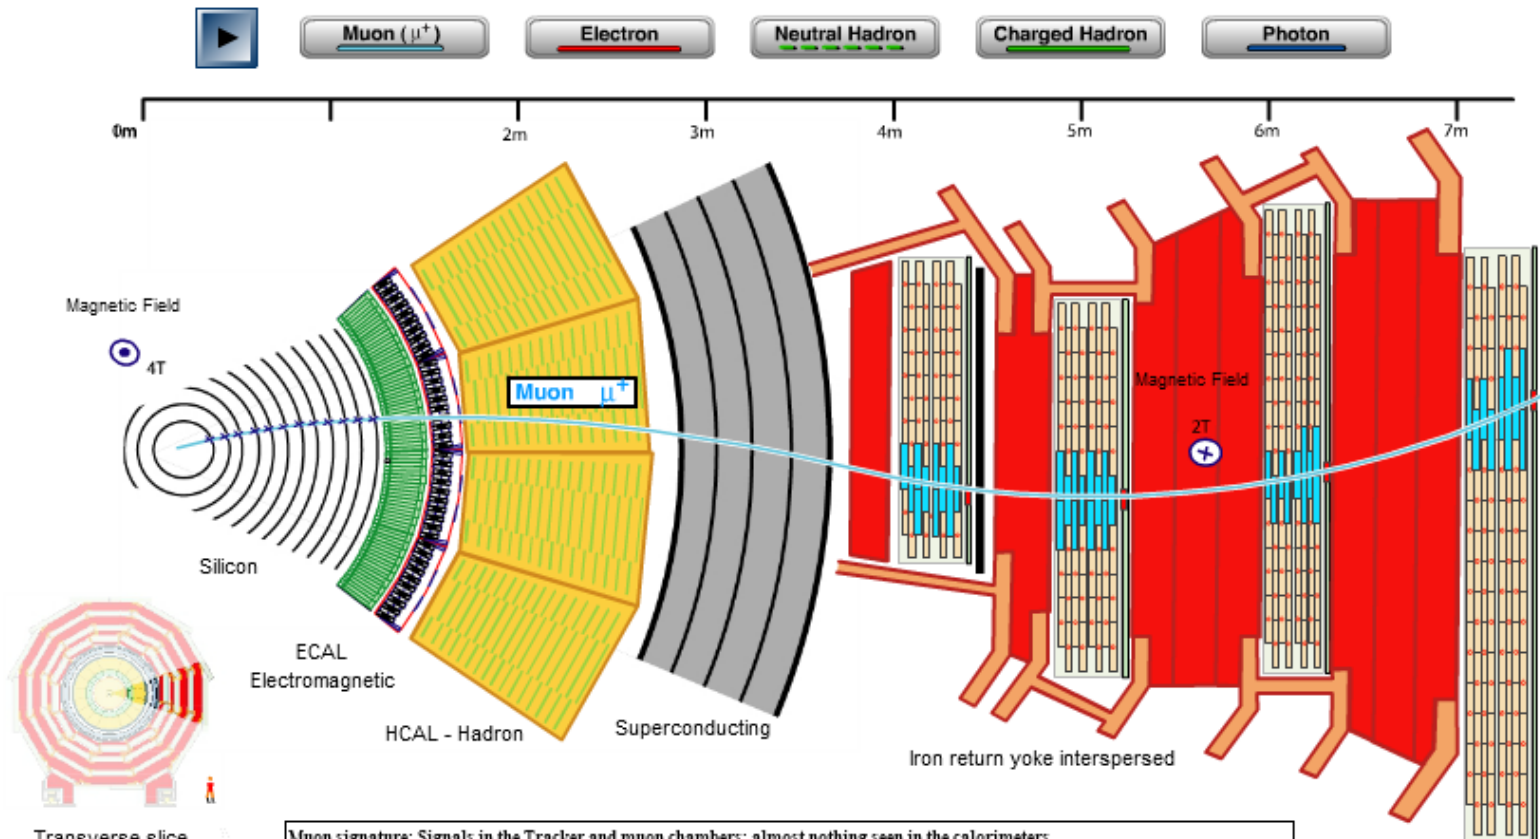 Muon (μ+)
Electron
Neutral Hadron
Charged Hadron
Photon
0m
2m
3m
4m
5m
6m
7m
Magnetic Field
4T
Muon μ+
Magnetic Field
2T
Silicon
ECAL
Electromagnetic
HCAL - Hadron
Superconducting
Iron return yoke interspersed
Transverse slice
Muon signature: Signals in the Tracker and muon chambers; almost nothing seen in the calorimeters